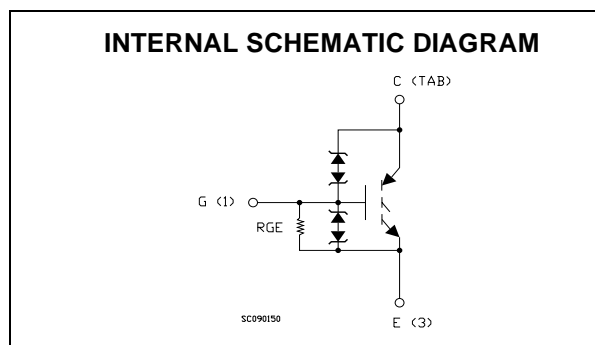 INTERNAL SCHEMATIC DIAGRAM
C (TAB)
G (1)
RGE
SC090150
E (3)